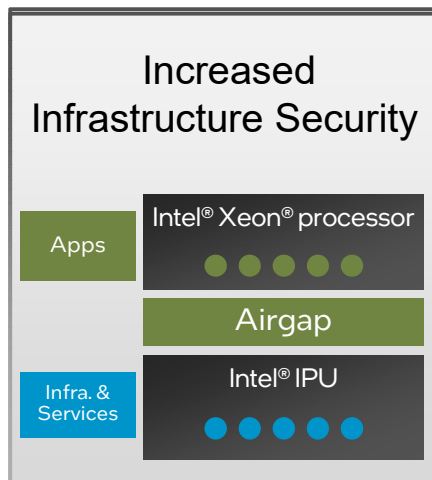 Increased
Infrastructure Security
Apps
Intel® Xeon® processor
Airgap
Infra. &
Services
Intel® IPU